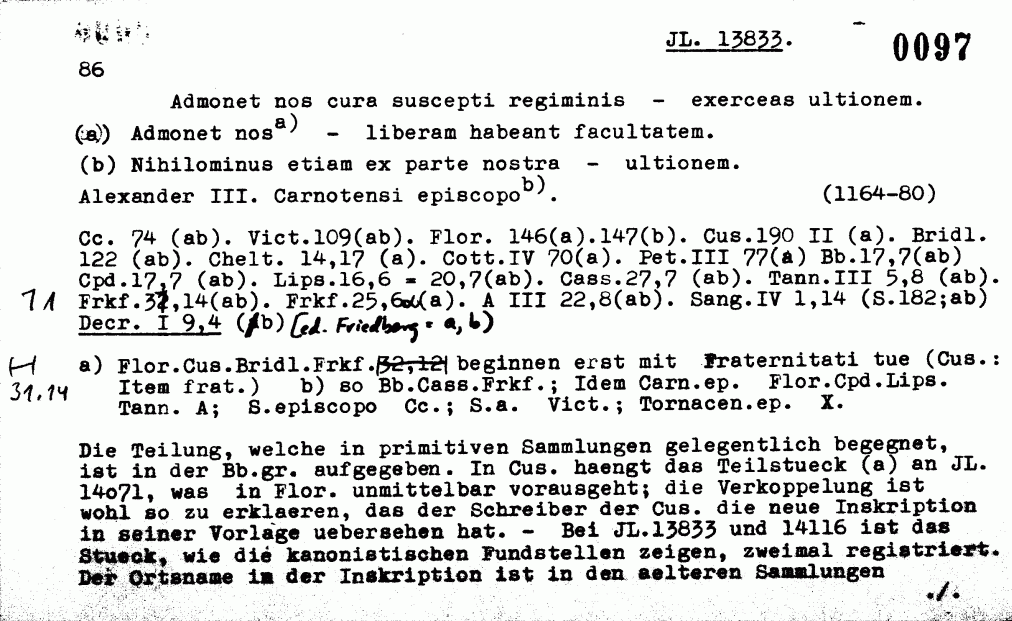 JL. 13833.
0097
86
Admonet nos cura suscepti regiminis - exerceas ultionem.
(a) Admonet nos a) - liberam habeant facultatem.
(b) Nihilominus etiam ex parte nostra - ultionem.
Alexander III. Carnotensi episcopo b). (1164-80)
Cc. 74 (ab). Vict.109(ab). Flor. 146(a).147(b). Cus.190 II (a). Bridl.
122 (ab). Chelt. 14,17 (a). Cott.IV 70(a). Pet.III 77(a) Bb.17,7(ab)
Cpd.17,7 (ab). Lips.16,6 = 20,7(ab). Cass.27,7 (ab). Tann.III 5,8 (ab).
71 Frkf.31,14(ab). Frkf.25,6 (a). A III 22,8(ab). Sang.IV 1,14 (S.182;ab)
Decr. I 9,4 (b) [ed. Friedberg = a, b)
a) Flor.Cus.Bridl.Frkf.32,12 beginnen erst mit Fraternitati tue (Cus.:
31.14 Item frat.) b) so Bb.Cass.Frkf.; Idem Carn.ep. Flor.Cpd.Lips.
Tann. A; S.episcopo Cc.; S.a. Vict.; Tornacen.ep. X.
Die Teilung, welche in primitiven Sammlungen gelegentlich begegnet,
ist in der Bb.gr. aufgegeben. In Cus. haengt das Teilstueck (a) an JL.
14o71, was in Flor. unmittelbar vorausgeht; die Verkoppelung ist
wohl so zu erklaeren, das der Schreiber der Cus. die neue Inskription
in seiner Vorlage uebersehen hat. - Bei JL.13833 und 14116 ist das
Stueck, wie die kanonistischen Fundstellen zeigen, zweimal registriert.
Der Ortsname in der Inskription ist in den aelteren Sammlungen
./.